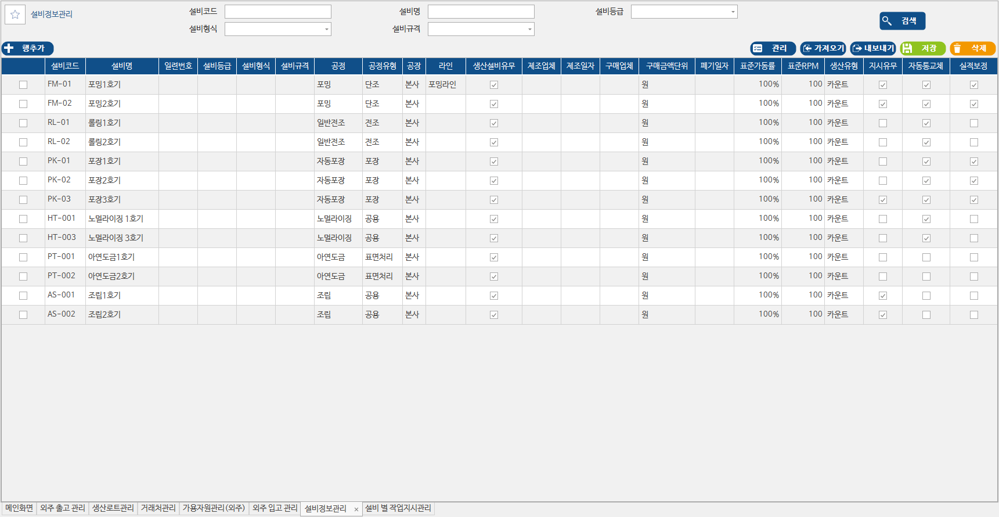 설비정보관리 설비코드 설비명 설비등급
설비형식 설비규격 검색
행추가 관리 가져오기 내보내기 저장 삭제
설비코드 설비명 일련번호 설비등급 설비형식 설비규격 공정 공정유형 공장 라인 생산설비유무 제조업체 제조일자 구매업체 구매금액단위 폐기일자 표준가동률 표준RPM 생산유형 지시유무 자동통교체 실적보정
FM-01 포밍1호기 포밍 단조 본사 포밍라인 원 100% 100 카운트
FM-02 포밍2호기 포밍 단조 본사 원 100% 100 카운트
RL-01 롤링1호기 일반전조 전조 본사 원 100% 100 카운트
RL-02 롤링2호기 일반전조 전조 본사 원 100% 100 카운트
PK-01 포장1호기 자동포장 포장 본사 원 100% 100 카운트
PK-02 포장2호기 자동포장 포장 본사 원 100% 100 카운트
PK-03 포장3호기 자동포장 포장 본사 원 100% 100 카운트
HT-001 노멀라이징 1호기 노멀라이징 공용 본사 원 100% 100 카운트
HT-003 노멀라이징 3호기 노멀라이징 공용 본사 원 100% 100 카운트
PT-001 아연도금1호기 아연도금 표면처리 본사 원 100% 100 카운트
PT-002 아연도금2호기 아연도금 표면처리 본사 원 100% 100 카운트
AS-001 조립1호기 조립 공용 본사 원 100% 100 카운트
AS-002 조립2호기 조립 공용 본사 원 100% 100 카운트
메인화면 외주 출고 관리 생산로트관리 거래처관리 가용자원관리(외주) 외주 입고 관리 설비정보관리 × 설비 별 작업지시관리